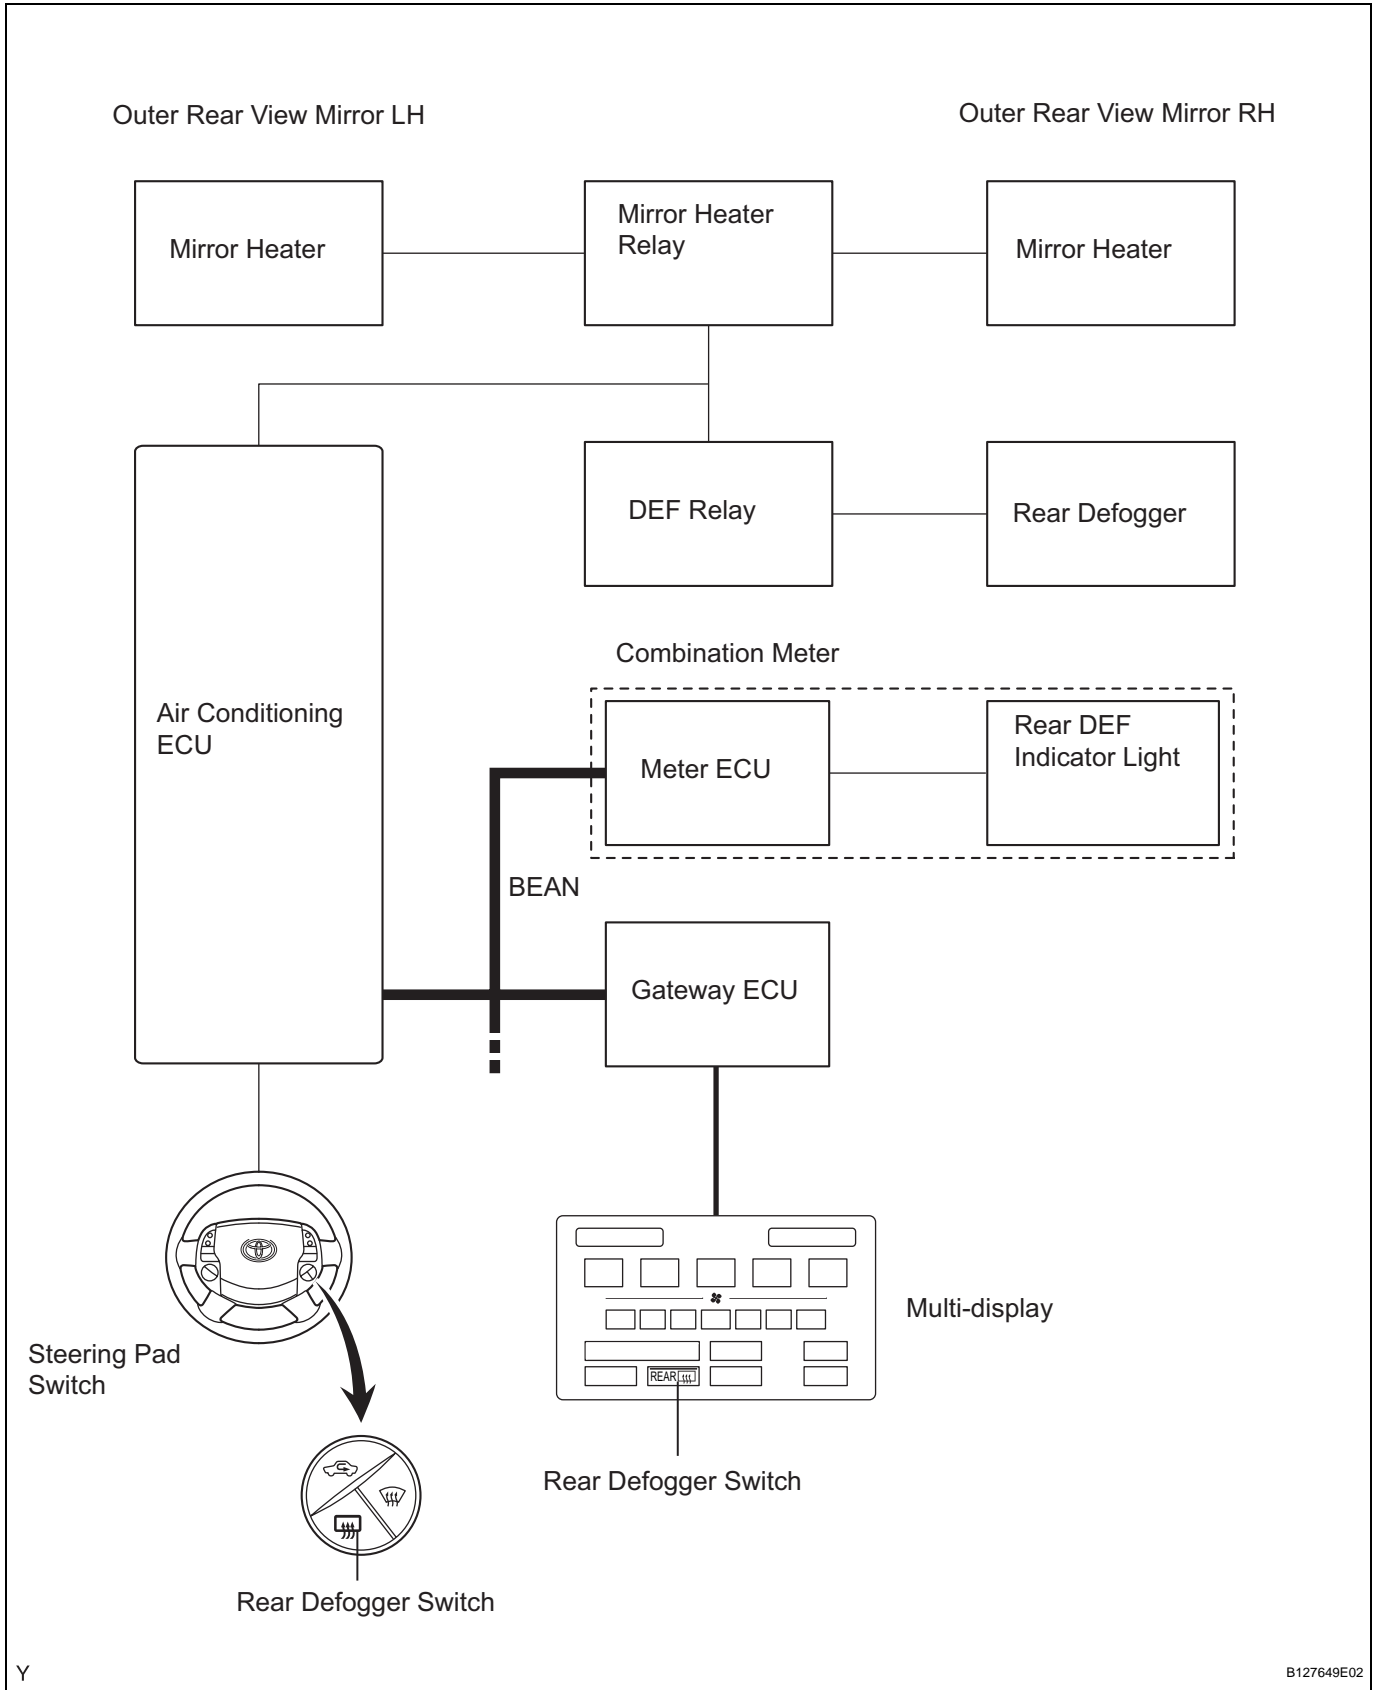 Outer Rear View Mirror LH
Outer Rear View Mirror RH
Mirror Heater
Mirror Heater
Relay
Mirror Heater
DEF Relay
Rear Defogger
Combination Meter
Air Conditioning
ECU
Meter ECU
Rear DEF
Indicator Light
BEAN
Gateway ECU
Multi-display
Steering Pad
Switch
REAR
Rear Defogger Switch
Rear Defogger Switch
Y
B127649E02